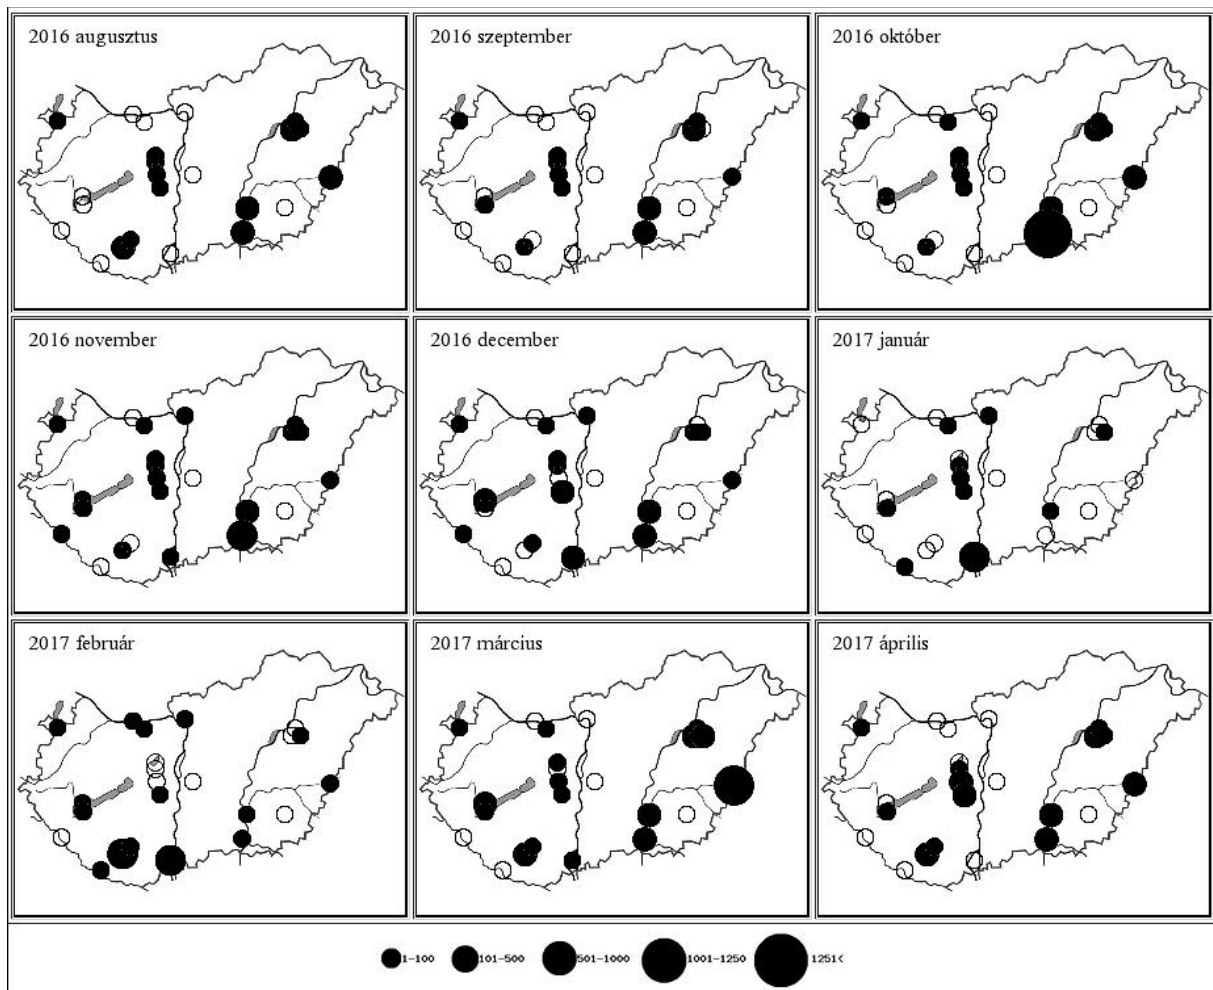 2016 augusztus
2016 szeptember
2016 október
2016 november
2016 december
2017 január
2017 február
2017 március
2017 április
1-100 101-500 501-1000 1001-1250 1251<